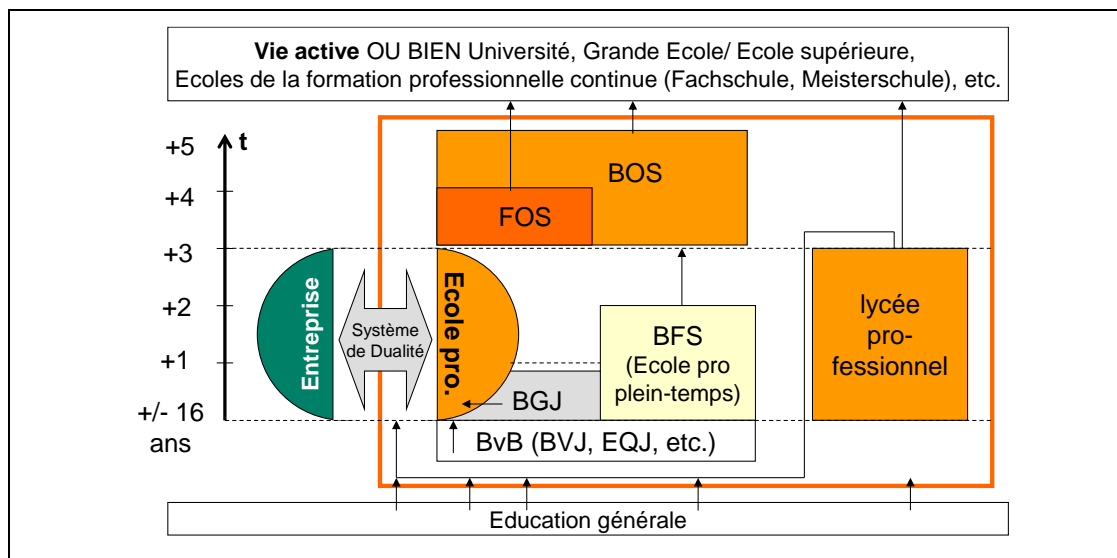 Vie active OU BIEN Université, Grande Ecole/ Ecole supérieure,
Ecoles de la formation professionnelle continue (Fachschule, Meisterschule), etc.
t
+5
+4
+3
+2
+1
+/- 16
ans
BOS
FOS
Entreprise
Système
de Dualité
Ecole pro.
BFS
(Ecole pro
plein-temps)
BGJ
BvB (BVJ, EQJ, etc.)
lycée
pro-
fessionnel
Education générale